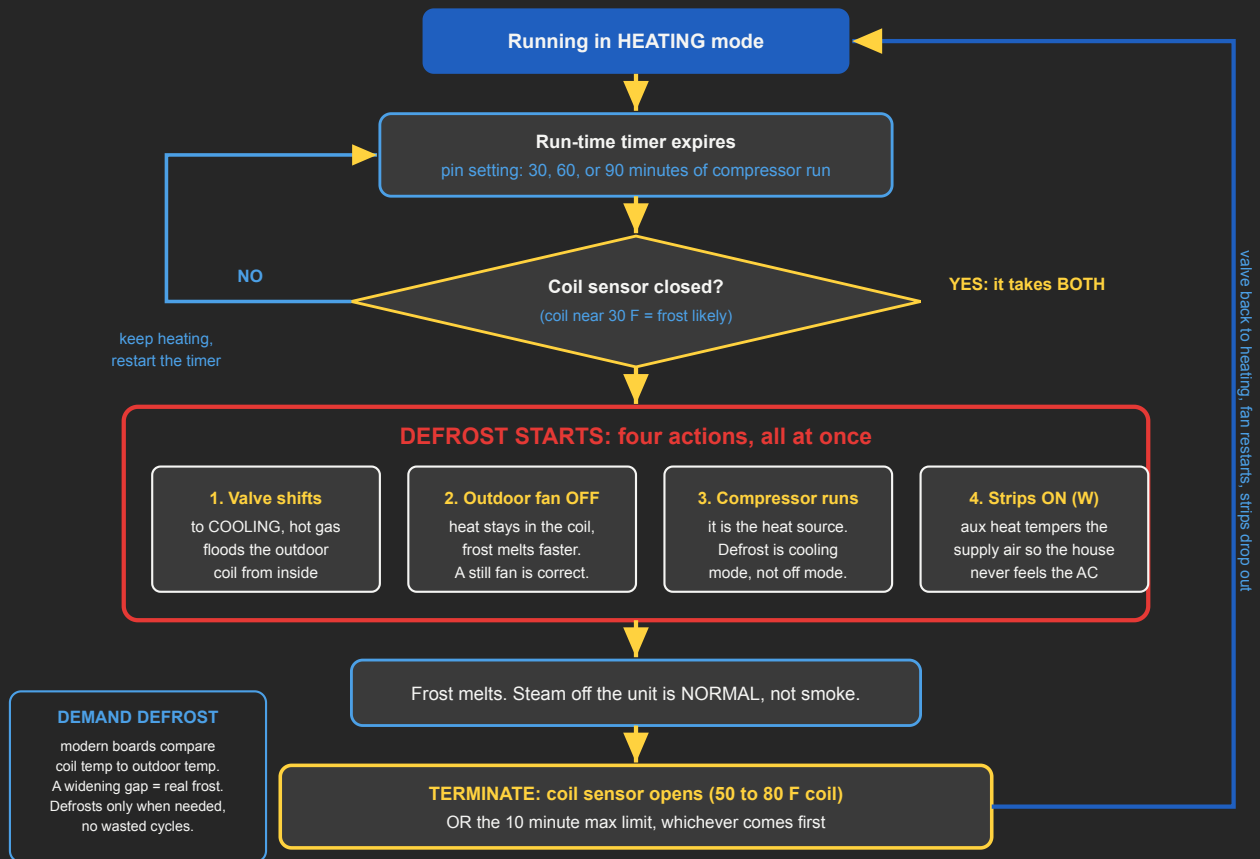 Running in HEATING mode
Run-time timer expires
pin setting: 30, 60, or 90 minutes of compressor run
NO
keep heating,
restart the timer
Coil sensor closed?
(coil near 30 F = frost likely)
YES: it takes BOTH
valve back to heating, fan restarts, strips drop out
DEFROST STARTS: four actions, all at once
1. Valve shifts
to COOLING, hot gas
floods the outdoor
coil from inside
2. Outdoor fan OFF
heat stays in the coil,
frost melts faster.
A still fan is correct.
3. Compressor runs
it is the heat source.
Defrost is cooling
mode, not off mode.
4. Strips ON (W)
aux heat tempers the
supply air so the house
never feels the AC
Frost melts. Steam off the unit is NORMAL, not smoke.
DEMAND DEFROST
modern boards compare
coil temp to outdoor temp.
A widening gap = real frost.
Defrosts only when needed,
no wasted cycles.
TERMINATE: coil sensor opens (50 to 80 F coil)
OR the 10 minute max limit, whichever comes first